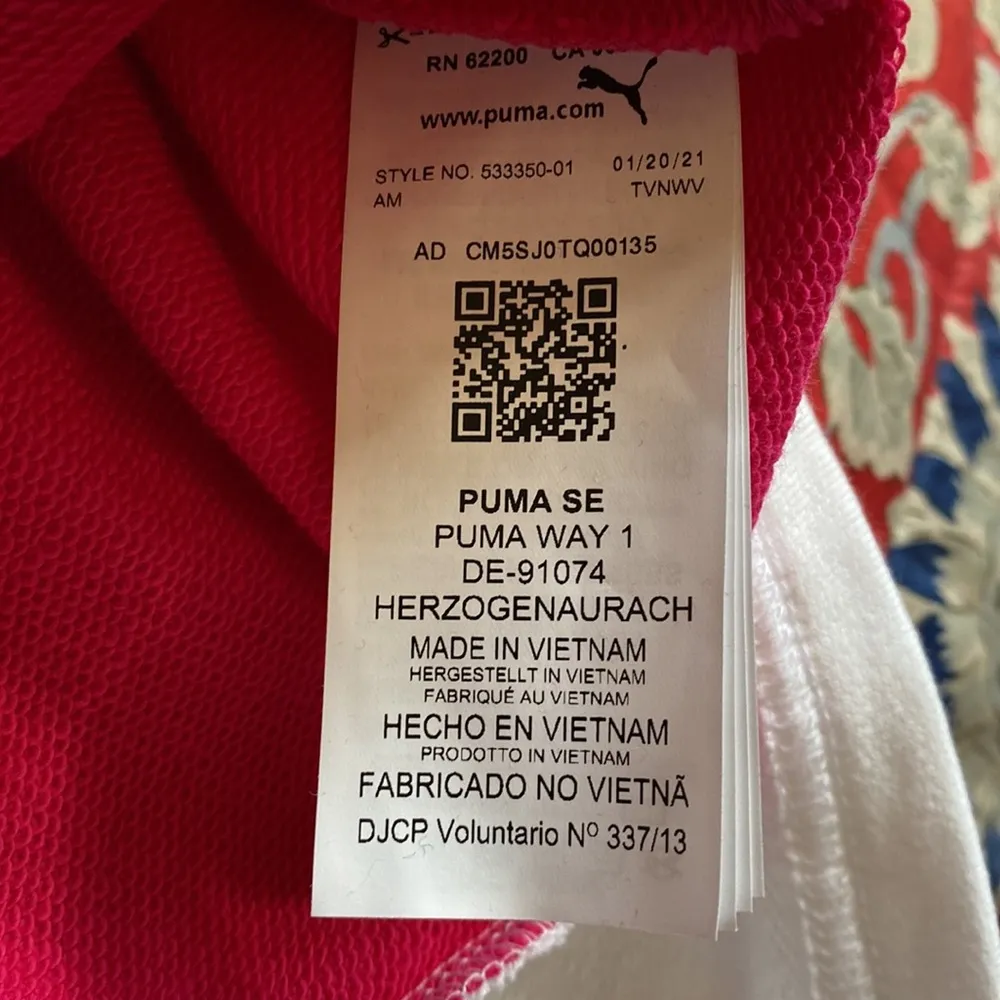 RN 62200 CA
www.puma.com
STYLE NO. 533350-01 01/20/21
AM TVNWV
AD CM5SJ0TQ00135
PUMA SE
PUMA WAY 1
DE-91074
HERZOGENAURACH
MADE IN VIETNAM
HERGESTELLT IN VIETNAM
FABRIQUÉ AU VIETNAM
HECHO EN VIETNAM
PRODOTTO IN VIETNAM
FABRICADO NO VIETNÃ
DJCP Voluntario Nº 337/13